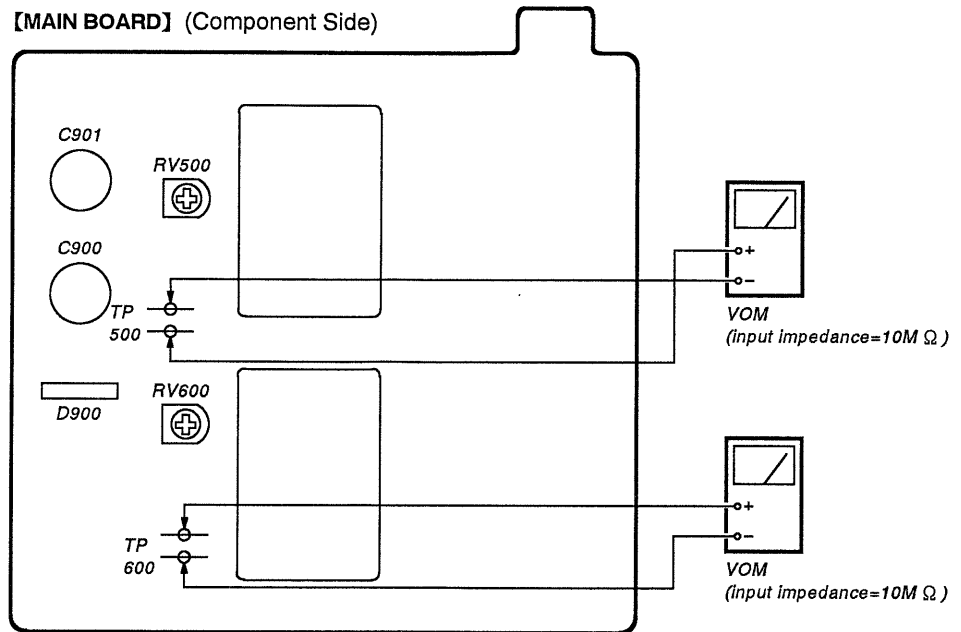 【MAIN BOARD】 (Component Side)
C901
RV500
C900
TP
500
+
−
VOM
(input impedance=10M Ω )
D900
RV600
TP
600
+
−
VOM
(input impedance=10M Ω )